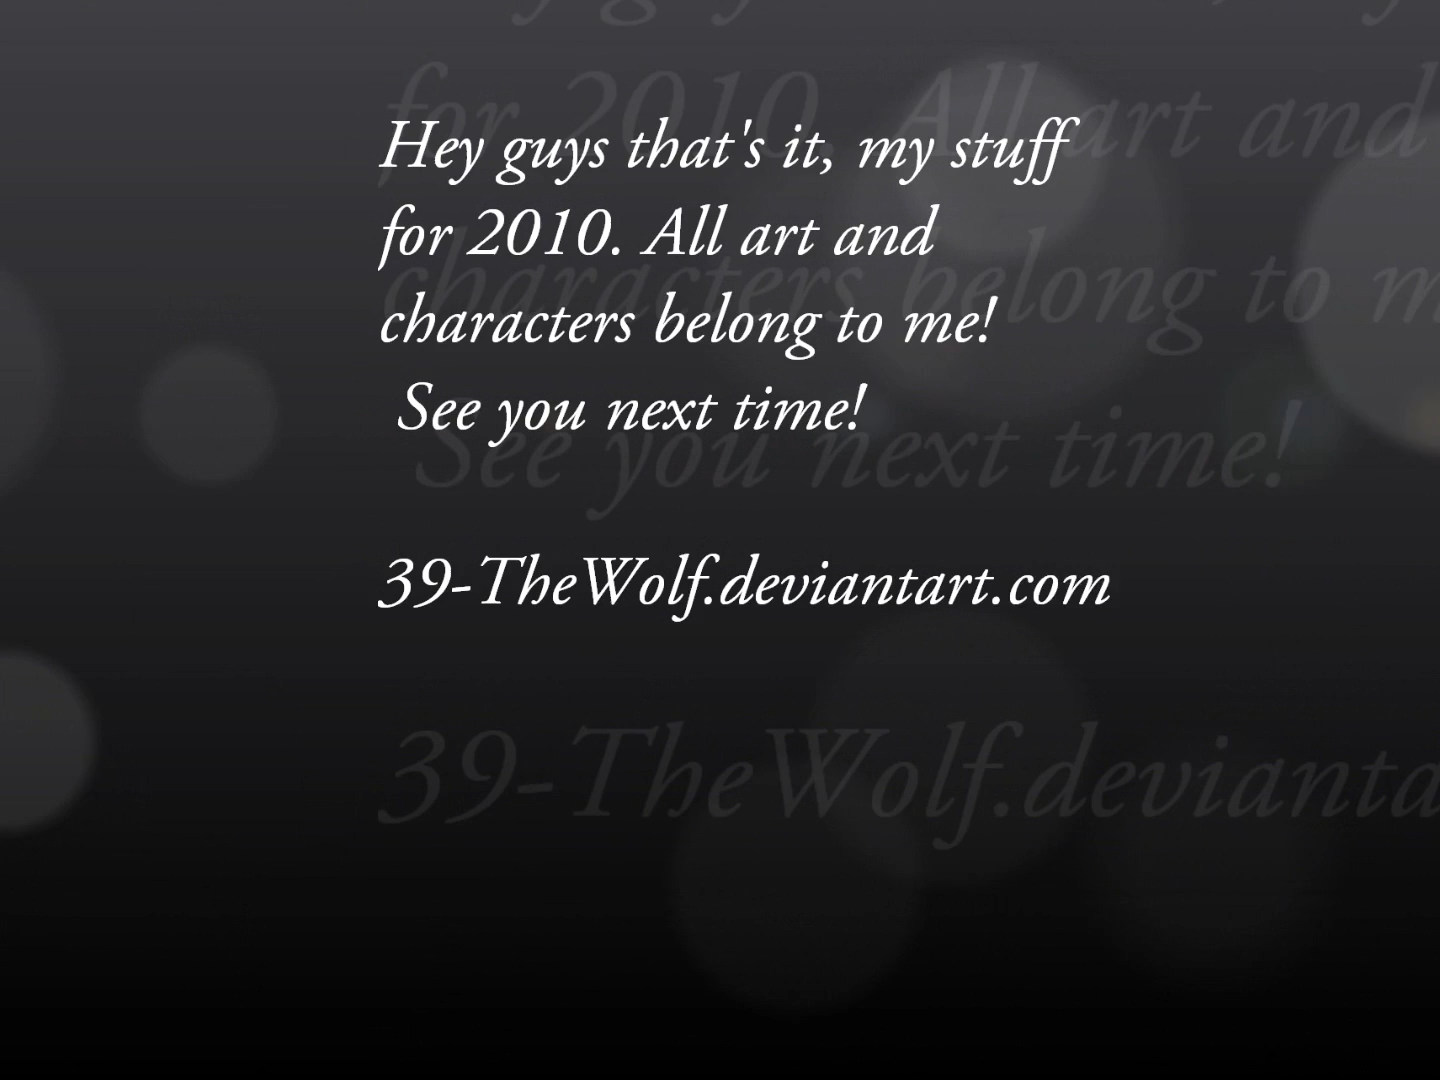 Hey guys that's it, my stuff
for 2010. All art and
characters belong to me!
See you next time!
39-TheWolf.deviantart.com